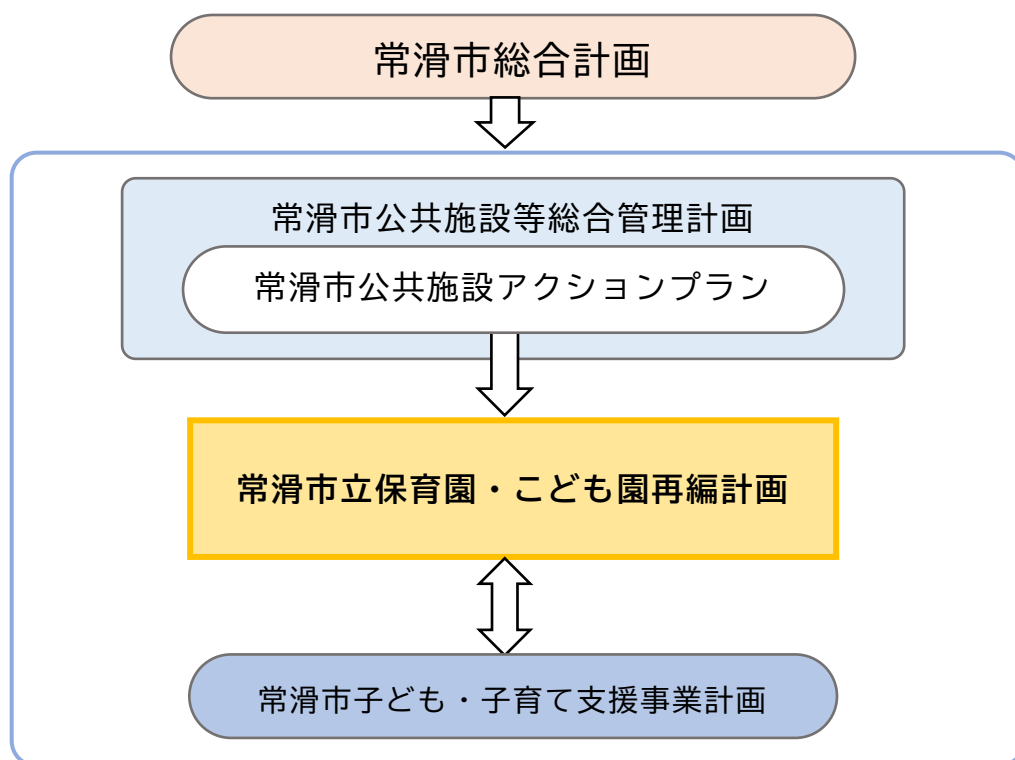 常滑市総合計画
常滑市公共施設等総合管理計画
常滑市公共施設アクションプラン
常滑市立保育園・こども園再編計画
常滑市子ども・子育て支援事業計画